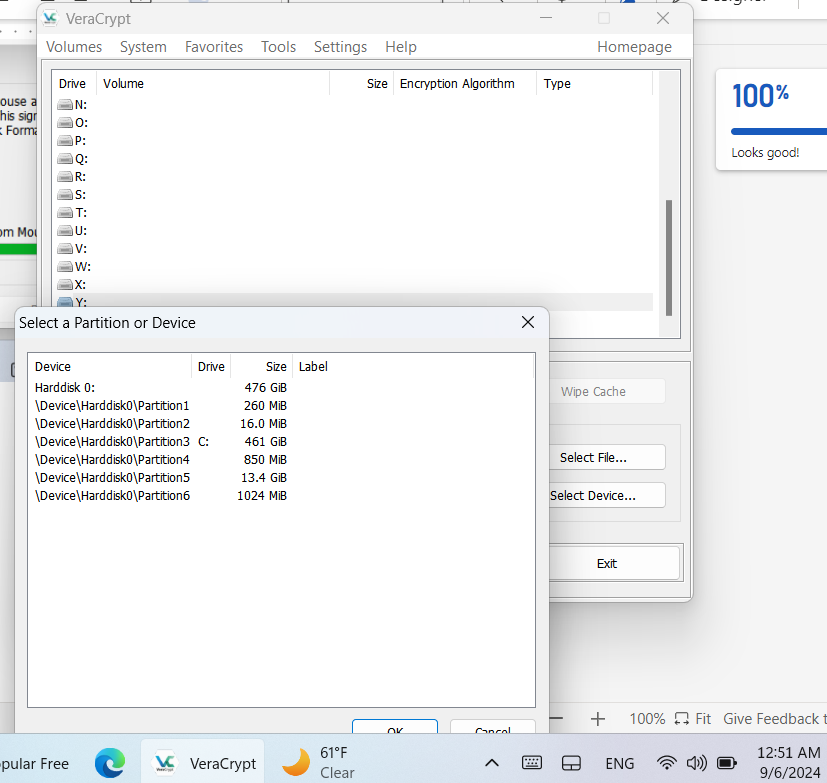 VeraCrypt
Volumes System Favorites Tools Settings Help Homepage
Drive Volume Size Encryption Algorithm Type
N:
O:
P:
Q:
R:
S:
T:
U:
V:
W:
X:
Y:
100%
Looks good!
ouse a
his sign
k Forma
om Mou
Select a Partition or Device
Device Drive Size Label
Harddisk 0: 476 GiB
\Device\Harddisk0\Partition1 260 MiB
\Device\Harddisk0\Partition2 16.0 MiB
\Device\Harddisk0\Partition3 C: 461 GiB
\Device\Harddisk0\Partition4 850 MiB
\Device\Harddisk0\Partition5 13.4 GiB
\Device\Harddisk0\Partition6 1024 MiB
OK Cancel
Wipe Cache
Select File...
Select Device...
Exit
100% Fit Give Feedback t
pular Free
VeraCrypt
61°F
Clear
ENG
12:51 AM
9/6/2024